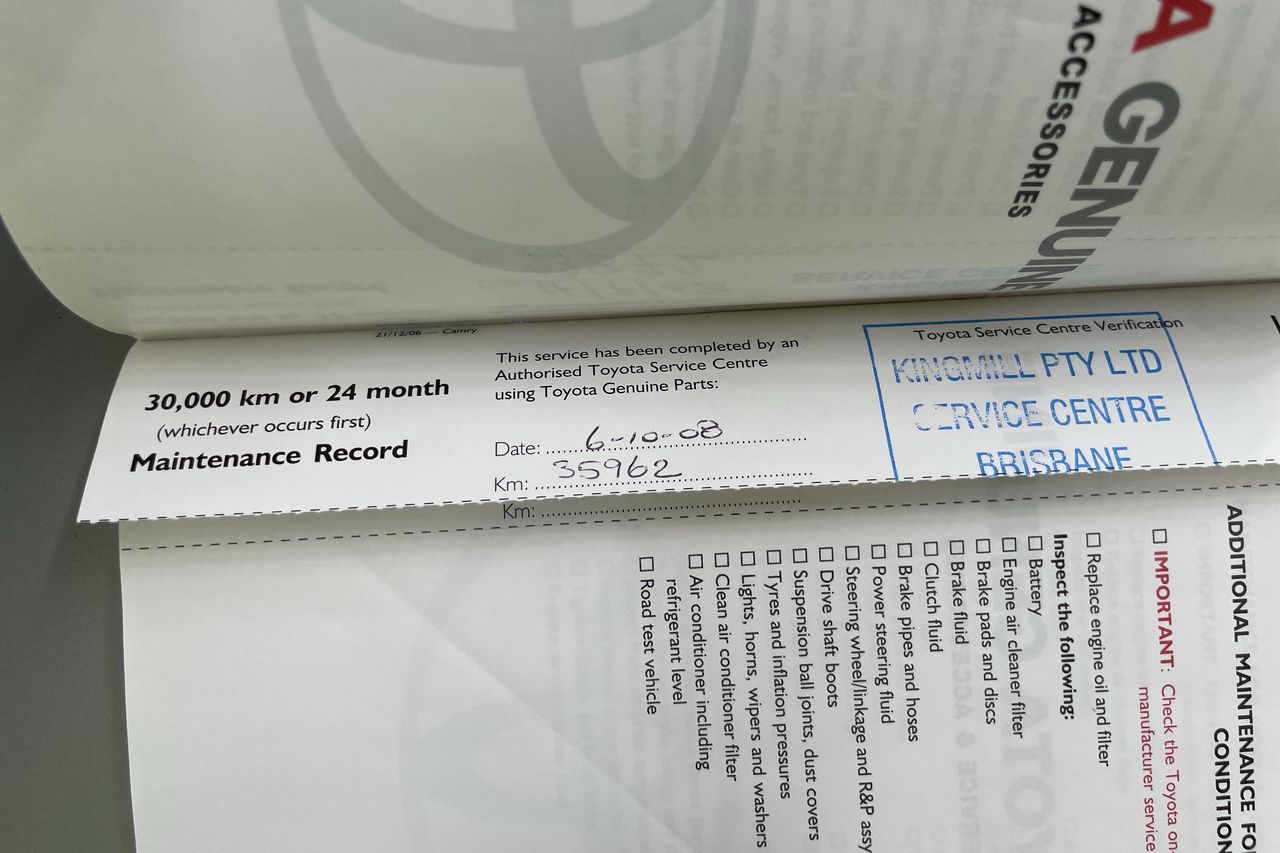 A GENUINE
ACCESSORIES
21/12/06 — Camry
30,000 km or 24 month
(whichever occurs first)
Maintenance Record
This service has been completed by an
Authorised Toyota Service Centre
using Toyota Genuine Parts:
Date: 6-10-08
Km: 35962
Toyota Service Centre Verification
KINGMILL PTY LTD
SERVICE CENTRE
BRISBANE
Km:
ADDITIONAL MAINTENANCE FO
CONDITION
☐ IMPORTANT: Check the Toyota on-
manufacturer service
☐ Replace engine oil and filter
Inspect the following:
☐ Battery
☐ Engine air cleaner filter
☐ Brake pads and discs
☐ Brake fluid
☐ Clutch fluid
☐ Brake pipes and hoses
☐ Power steering fluid
☐ Steering wheel/linkage and R&P assy
☐ Drive shaft boots
☐ Suspension ball joints, dust covers
☐ Tyres and inflation pressures
☐ Lights, horns, wipers and washers
☐ Clean air conditioner filter
☐ Air conditioner including
refrigerant level
☐ Road test vehicle